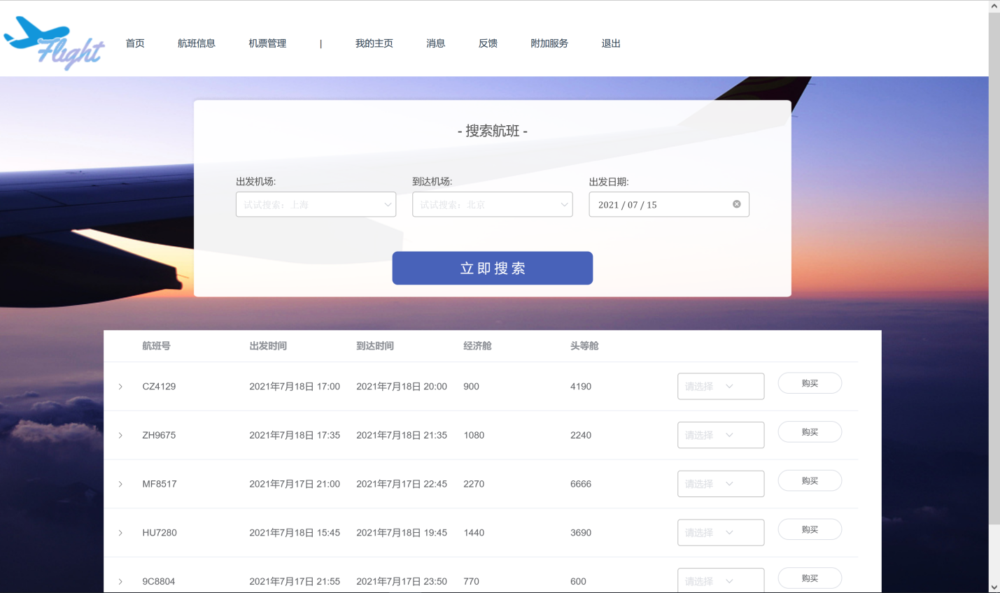 Flight
首页 航班信息 机票管理 | 我的主页 消息 反馈 附加服务 退出
- 搜索航班 -
出发机场: 到达机场: 出发日期:
试试搜索：上海 试试搜索：北京 2021 / 07 / 15
立即搜索
航班号 出发时间 到达时间 经济舱 头等舱
CZ4129 2021年7月18日 17:00 2021年7月18日 20:00 900 4190 请选择 购买
ZH9675 2021年7月18日 17:35 2021年7月18日 21:35 1080 2240 请选择 购买
MF8517 2021年7月17日 21:00 2021年7月17日 22:45 2270 6666 请选择 购买
HU7280 2021年7月18日 15:45 2021年7月18日 19:45 1440 3690 请选择 购买
9C8804 2021年7月17日 21:55 2021年7月17日 23:50 770 600 请选择 购买